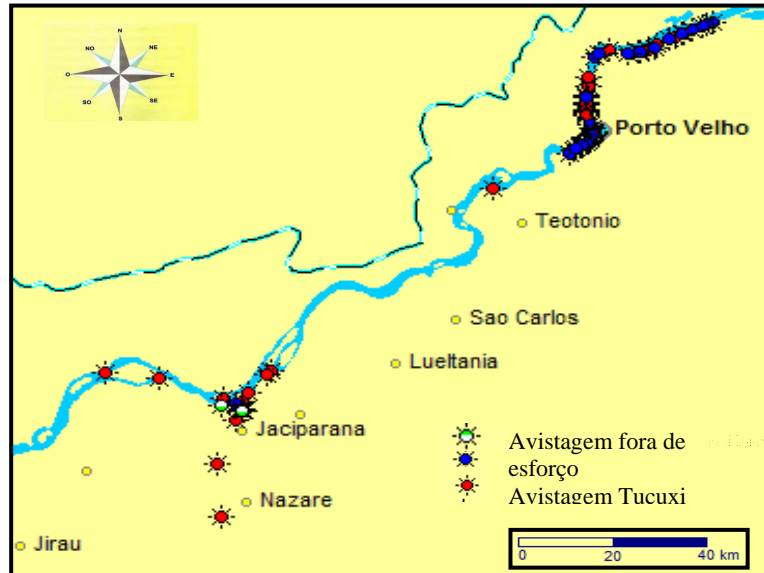 N
NO NE
O E
SO SE
S
Porto Velho
Teotonio
Sao Carlos
Lueltania
Jaciparana
Nazare
Jirau
Avistagem fora de
esforço
Avistagem Tucuxi
0 20 40 km